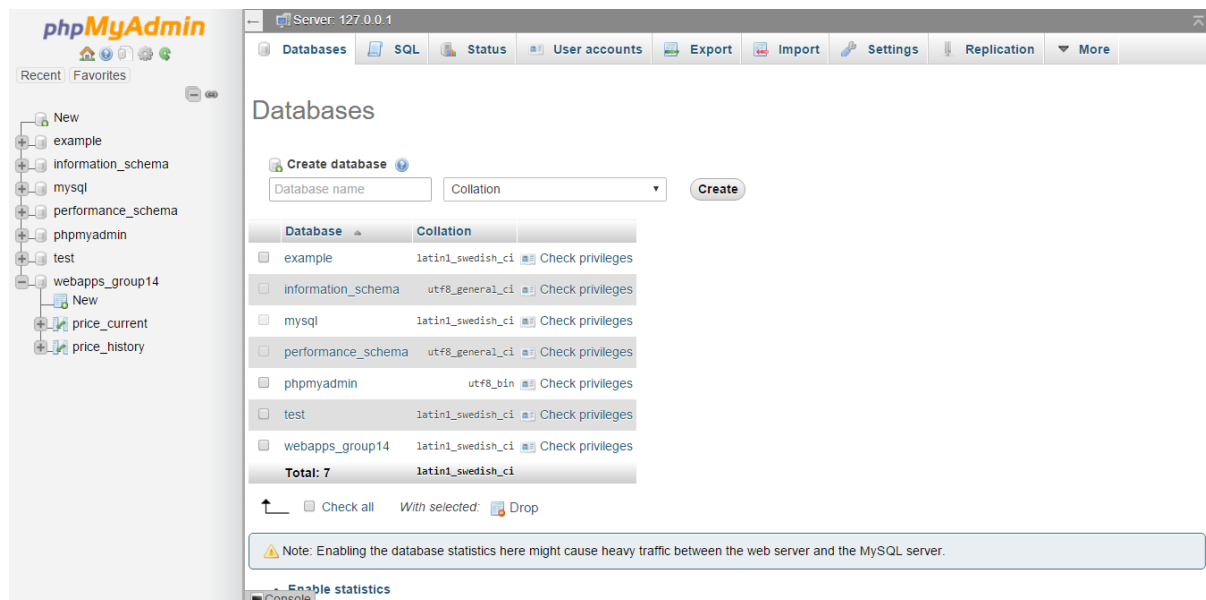 phpMyAdmin
Recent Favorites
New
example
information_schema
mysql
performance_schema
phpmyadmin
test
webapps_group14
New
price_current
price_history
Server: 127.0.0.1
Databases SQL Status User accounts Export Import Settings Replication More
Databases
Create database
Database name Collation Create
Database Collation
example latin1_swedish_ci Check privileges
information_schema utf8_general_ci Check privileges
mysql latin1_swedish_ci Check privileges
performance_schema utf8_general_ci Check privileges
phpmyadmin utf8_bin Check privileges
test latin1_swedish_ci Check privileges
webapps_group14 latin1_swedish_ci Check privileges
Total: 7 latin1_swedish_ci
Check all With selected: Drop
Note: Enabling the database statistics here might cause heavy traffic between the web server and the MySQL server.
Enable statistics
Console